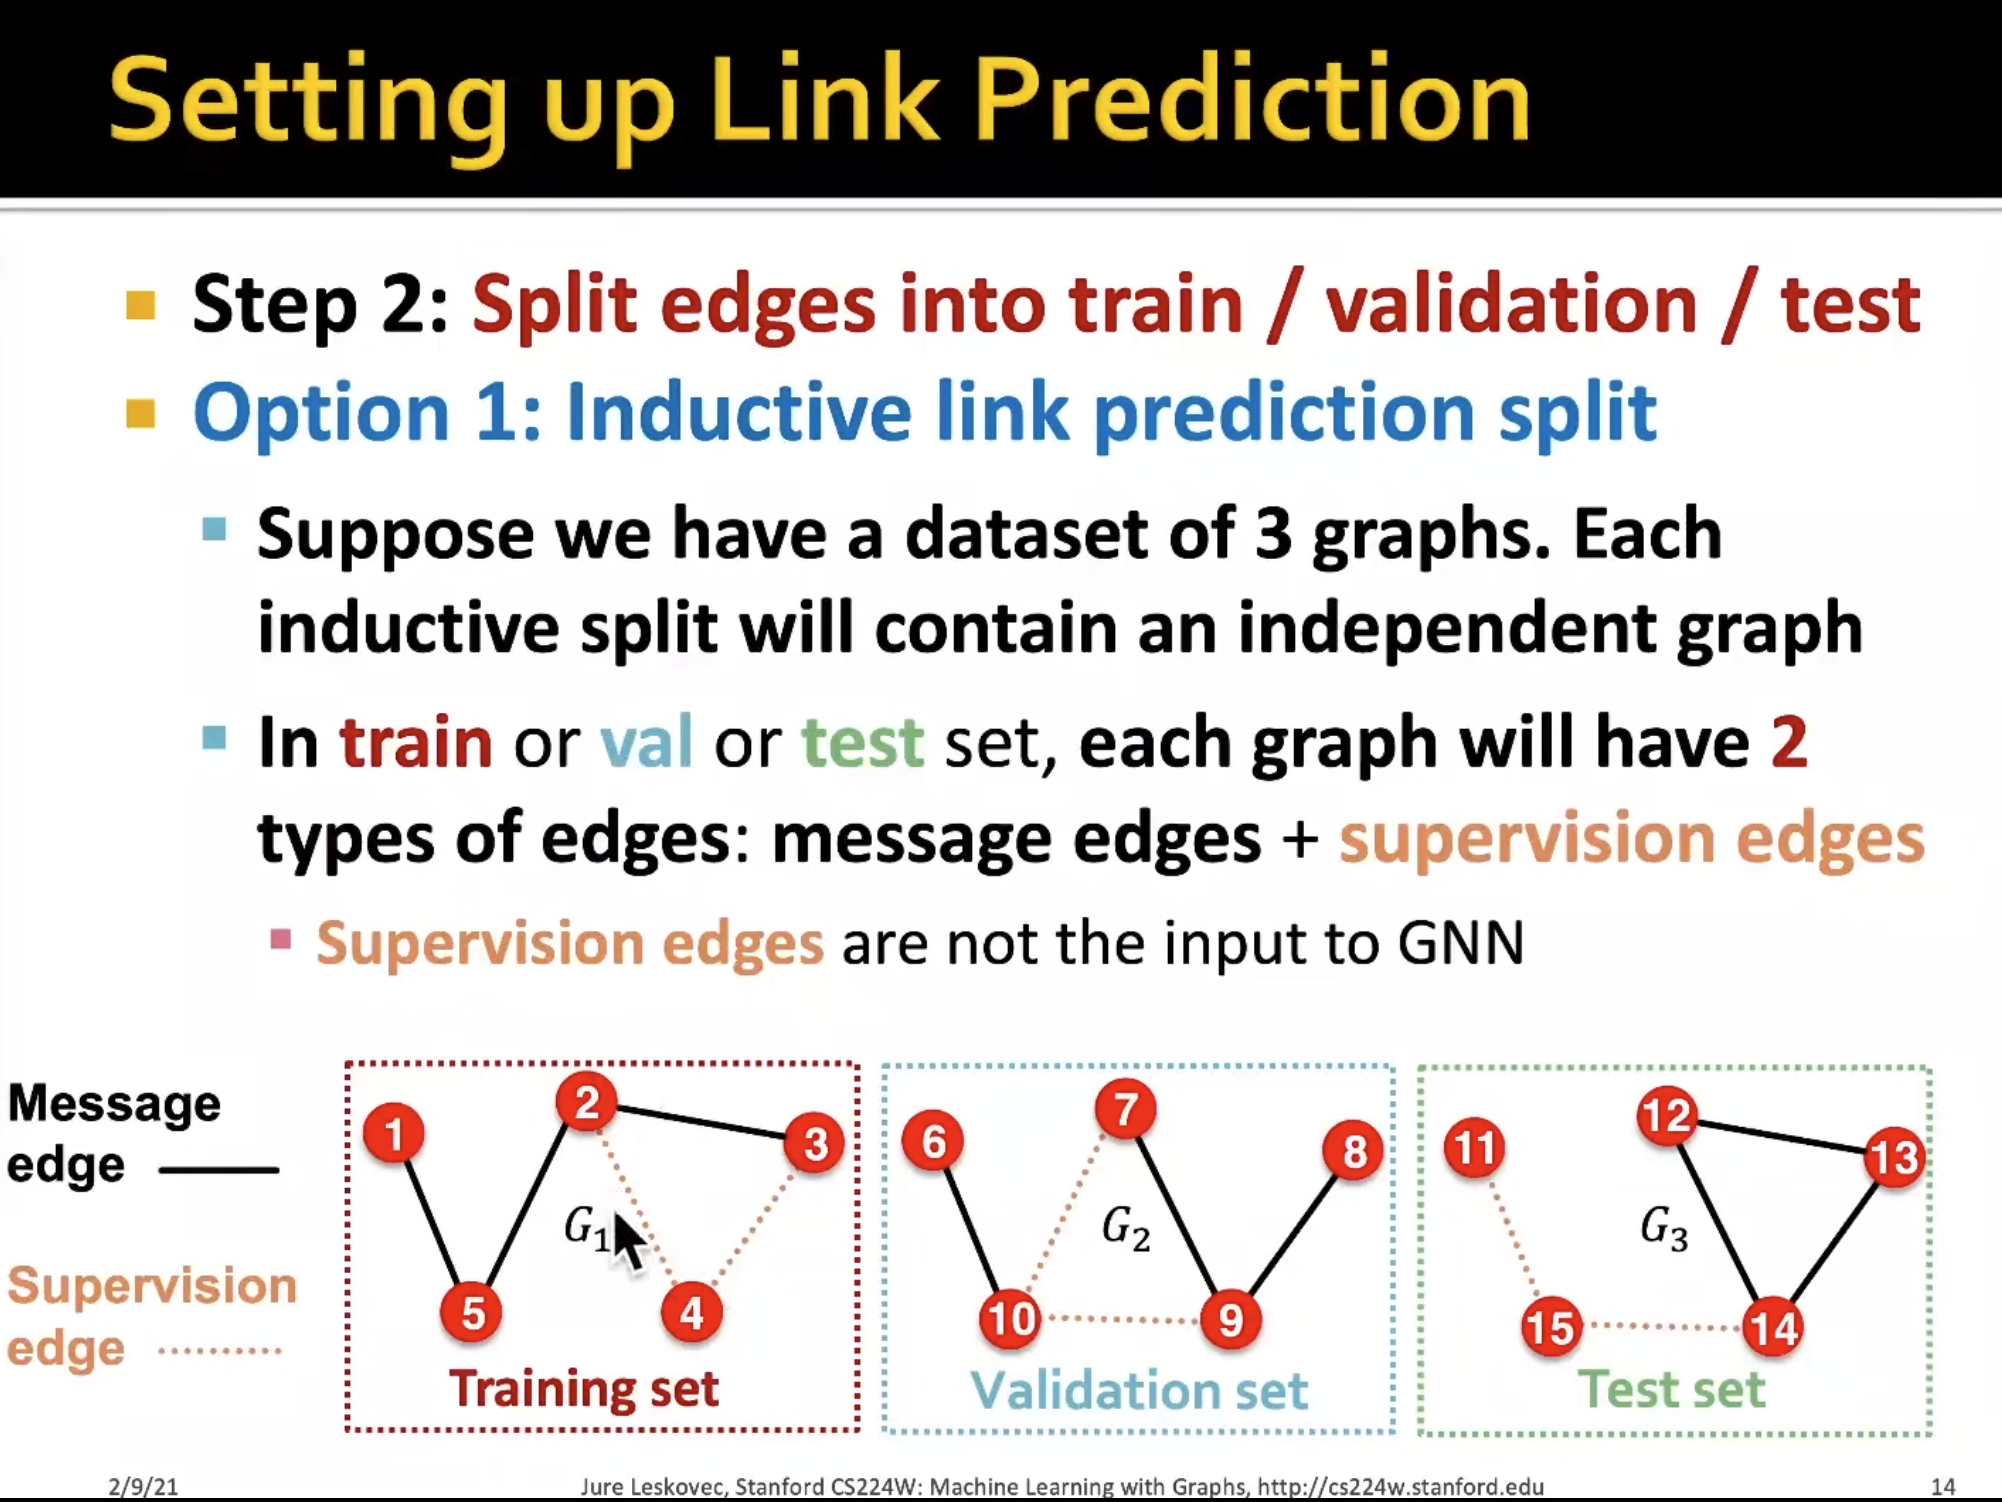 Setting up Link Prediction
Step 2: Split edges into train / validation / test
Option 1: Inductive link prediction split
Suppose we have a dataset of 3 graphs. Each
inductive split will contain an independent graph
In train or val or test set, each graph will have 2
types of edges: message edges + supervision edges
Supervision edges are not the input to GNN
Message
edge
Supervision
edge
1
2
3
G₁
5
4
Training set
6
7
8
G₂
10
9
Validation set
11
12
13
G₃
15
14
Test set
2/9/21
Jure Leskovec, Stanford CS224W: Machine Learning with Graphs, http://cs224w.stanford.edu
14